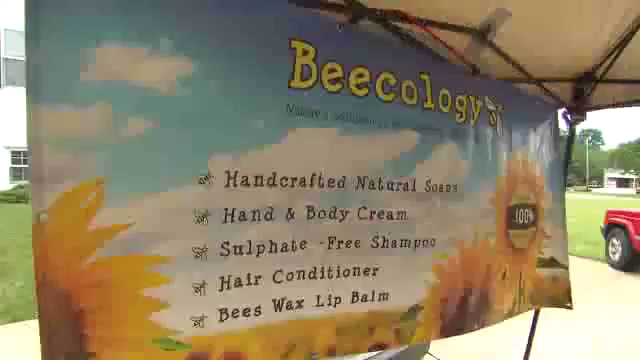 Beecology
Handcrafted Natural Soaps
Hand & Body Cream
Sulphate -Free Shampoo
Hair Conditioner
Bees Wax Lip Balm
100%